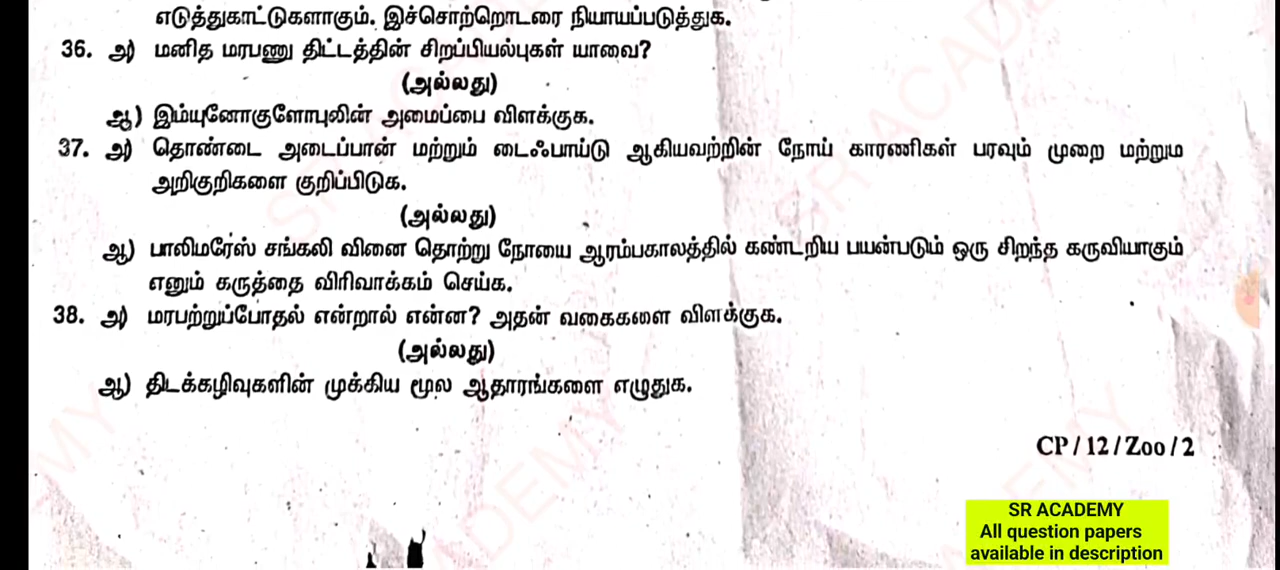 எடுத்துகாட்டுகளாகும். இச்சொற்றொடரை நியாயப்படுத்துக.
36. அ) மனித மரபணு திட்டத்தின் சிறப்பியல்புகள் யாவை?
(அல்லது)
ஆ) இம்யுனோகுளோபுலின் அமைப்பை விளக்குக.
37. அ) தொண்டை அடைப்பான் மற்றும் டைஃபாய்டு ஆகியவற்றின் நோய் காரணிகள் பரவும் முறை மற்றும
அறிகுறிகளை குறிப்பிடுக.
(அல்லது)
ஆ) பாலிமரேஸ் சங்கலி வினை தொற்று நோயை ஆரம்பகாலத்தில் கண்டறிய பயன்படும் ஒரு சிறந்த கருவியாகும்
எனும் கருத்தை விரிவாக்கம் செய்க.
38. அ) மரபற்றுப்போதல் என்றால் என்ன? அதன் வகைகளை விளக்குக.
(அல்லது)
ஆ) திடக்கழிவுகளின் முக்கிய மூல ஆதாரங்களை எழுதுக.
CP / 12 / Zoo / 2
SR ACADEMY
All question papers
available in description